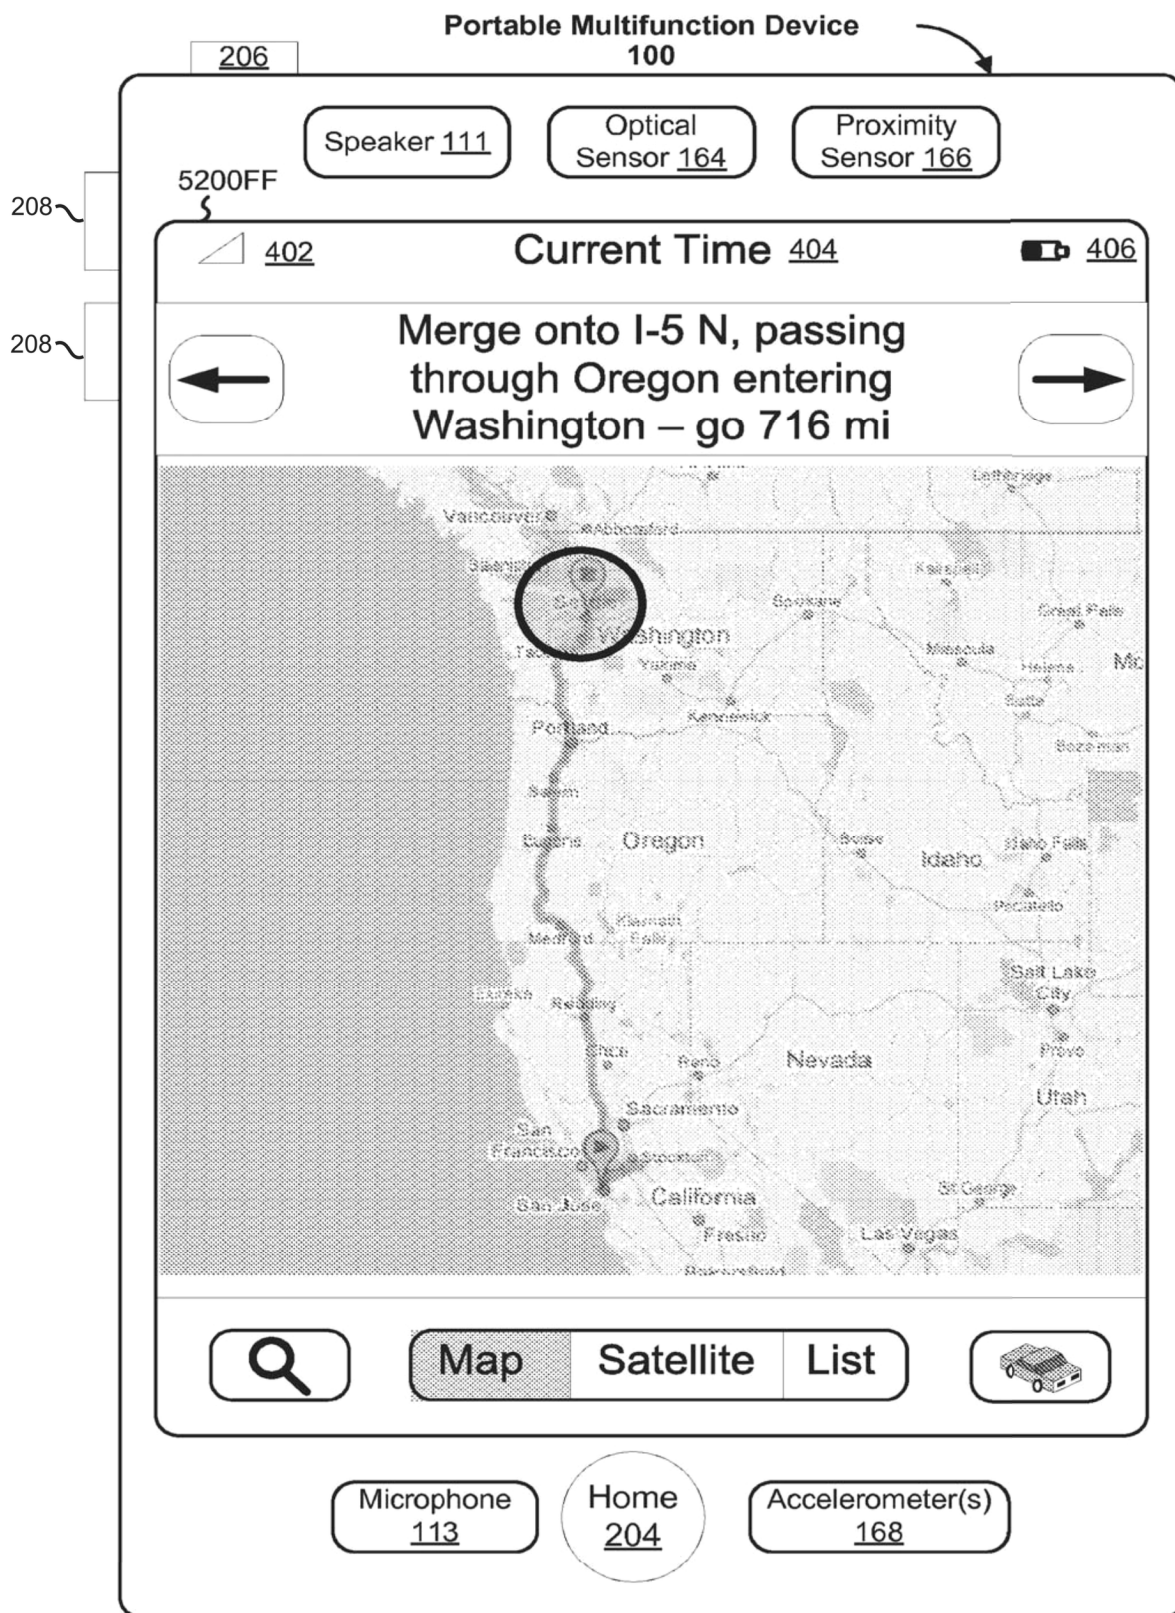 Portable Multifunction Device
100
206
Speaker 111
Optical
Sensor 164
Proximity
Sensor 166
5200FF
208
402
Current Time 404
406
208
Merge onto I-5 N, passing
through Oregon entering
Washington – go 716 mi
Lethbridge
Vancouver
Abbotsford
Kalispell
Spokane
Great Falls
Washington
Missoula
Helena
Mc
Yakima
Butte
Kennewick
Portland
Bozeman
Salem
Eugene
Oregon
Boise
Idaho
Idaho Falls
Pocatello
Klamath
Falls
Medford
Salt Lake
City
Eureka
Redding
Chico
Reno
Nevada
Provo
Utah
Sacramento
San
Francisco
Stockton
San Jose
California
St George
Fresno
Las Vegas
Map
Satellite
List
Microphone
113
Home
204
Accelerometer(s)
168